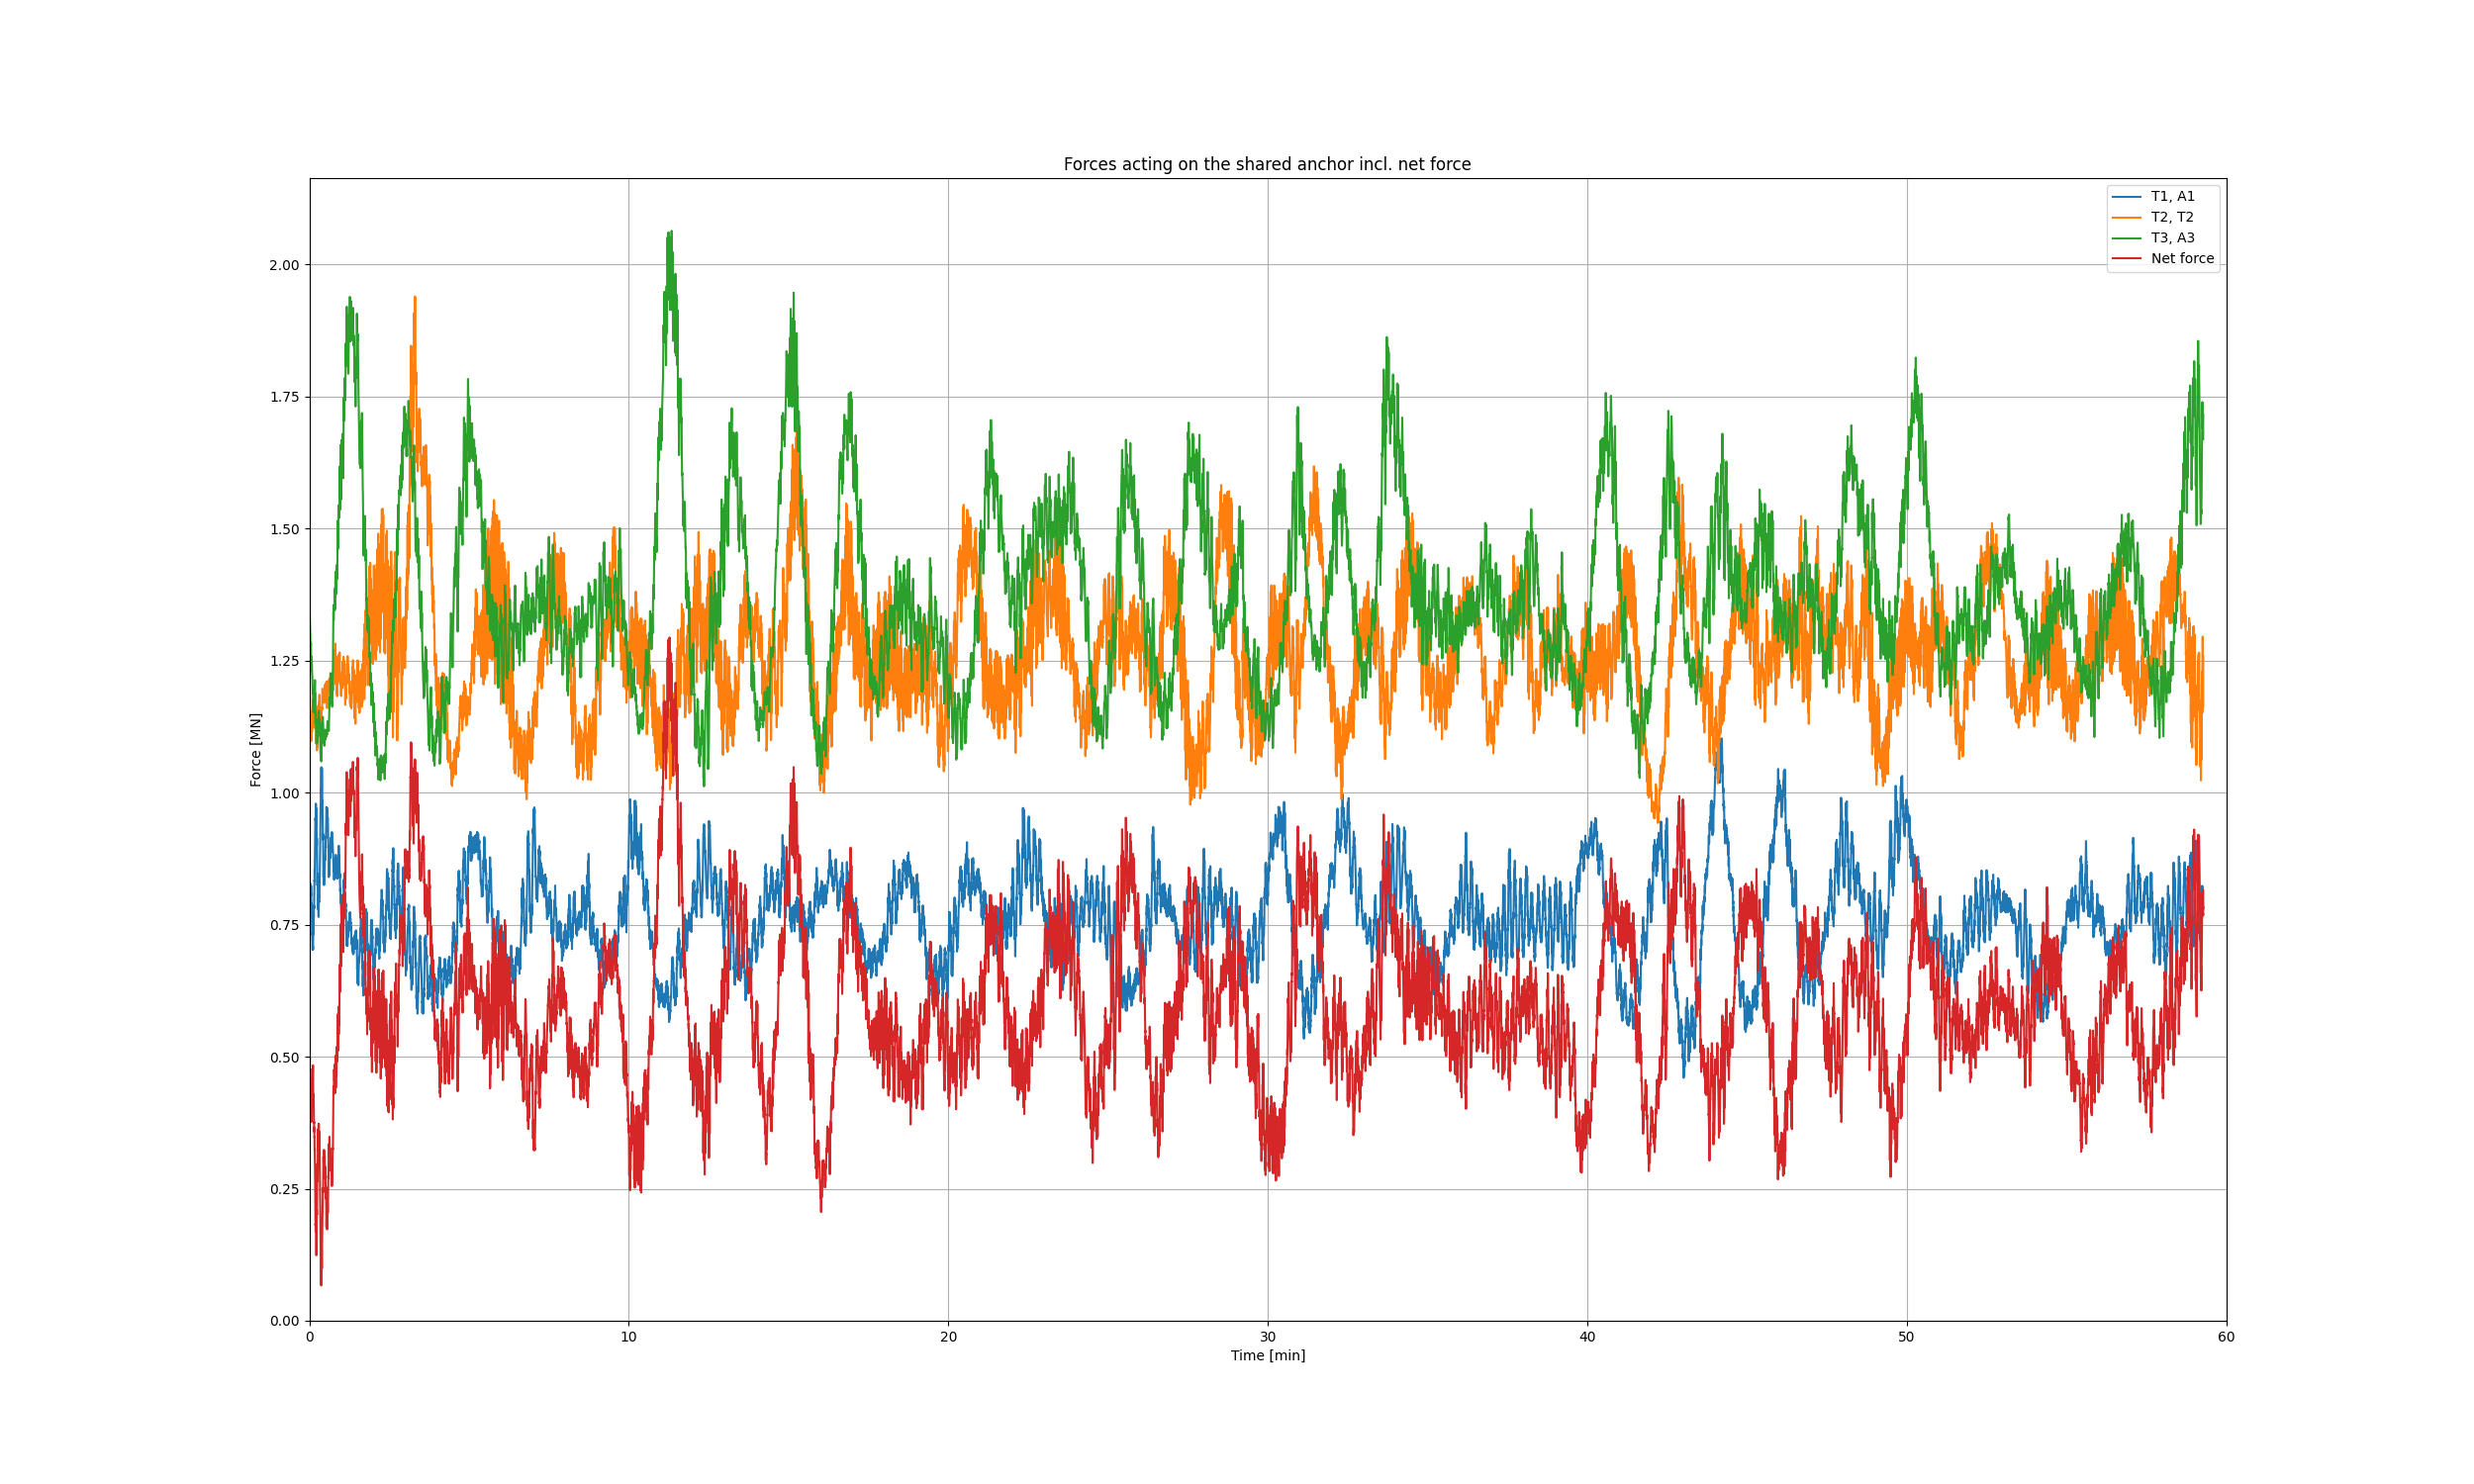 Forces acting on the shared anchor incl. net force
T1, A1
T2, T2
T3, A3
Net force
Force [MN]
2.00
1.75
1.50
1.25
1.00
0.75
0.50
0.25
0.00
0 10 20 30 40 50 60
Time [min]